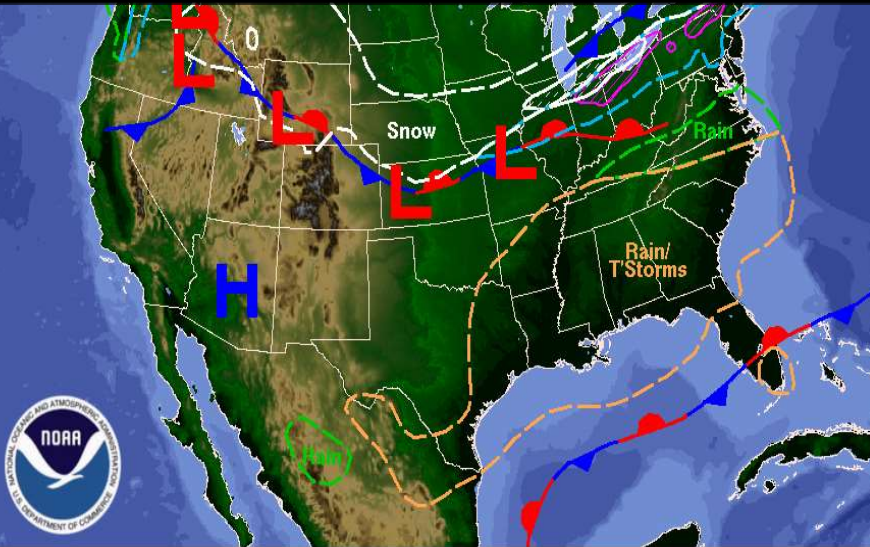 L
L
O
L
Snow
L
L
Rain
H
Rain/
T'Storms
Rain
NATIONAL OCEANIC AND ATMOSPHERIC ADMINISTRATION
NOAA
U.S. DEPARTMENT OF COMMERCE